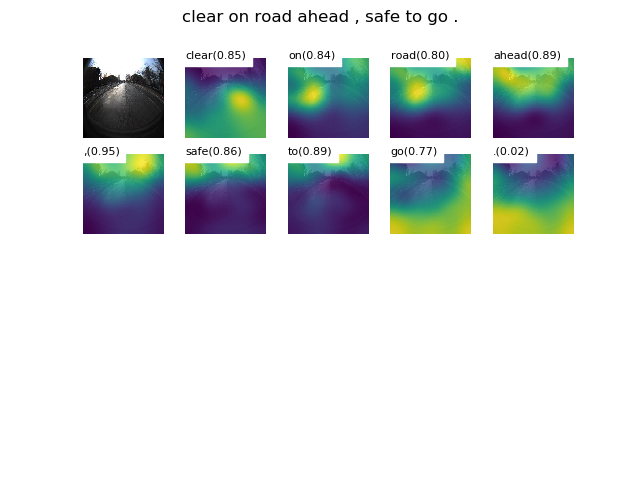 clear on road ahead , safe to go .
clear(0.85) on(0.84) road(0.80) ahead(0.89)
,(0.95) safe(0.86) to(0.89) go(0.77) .(0.02)